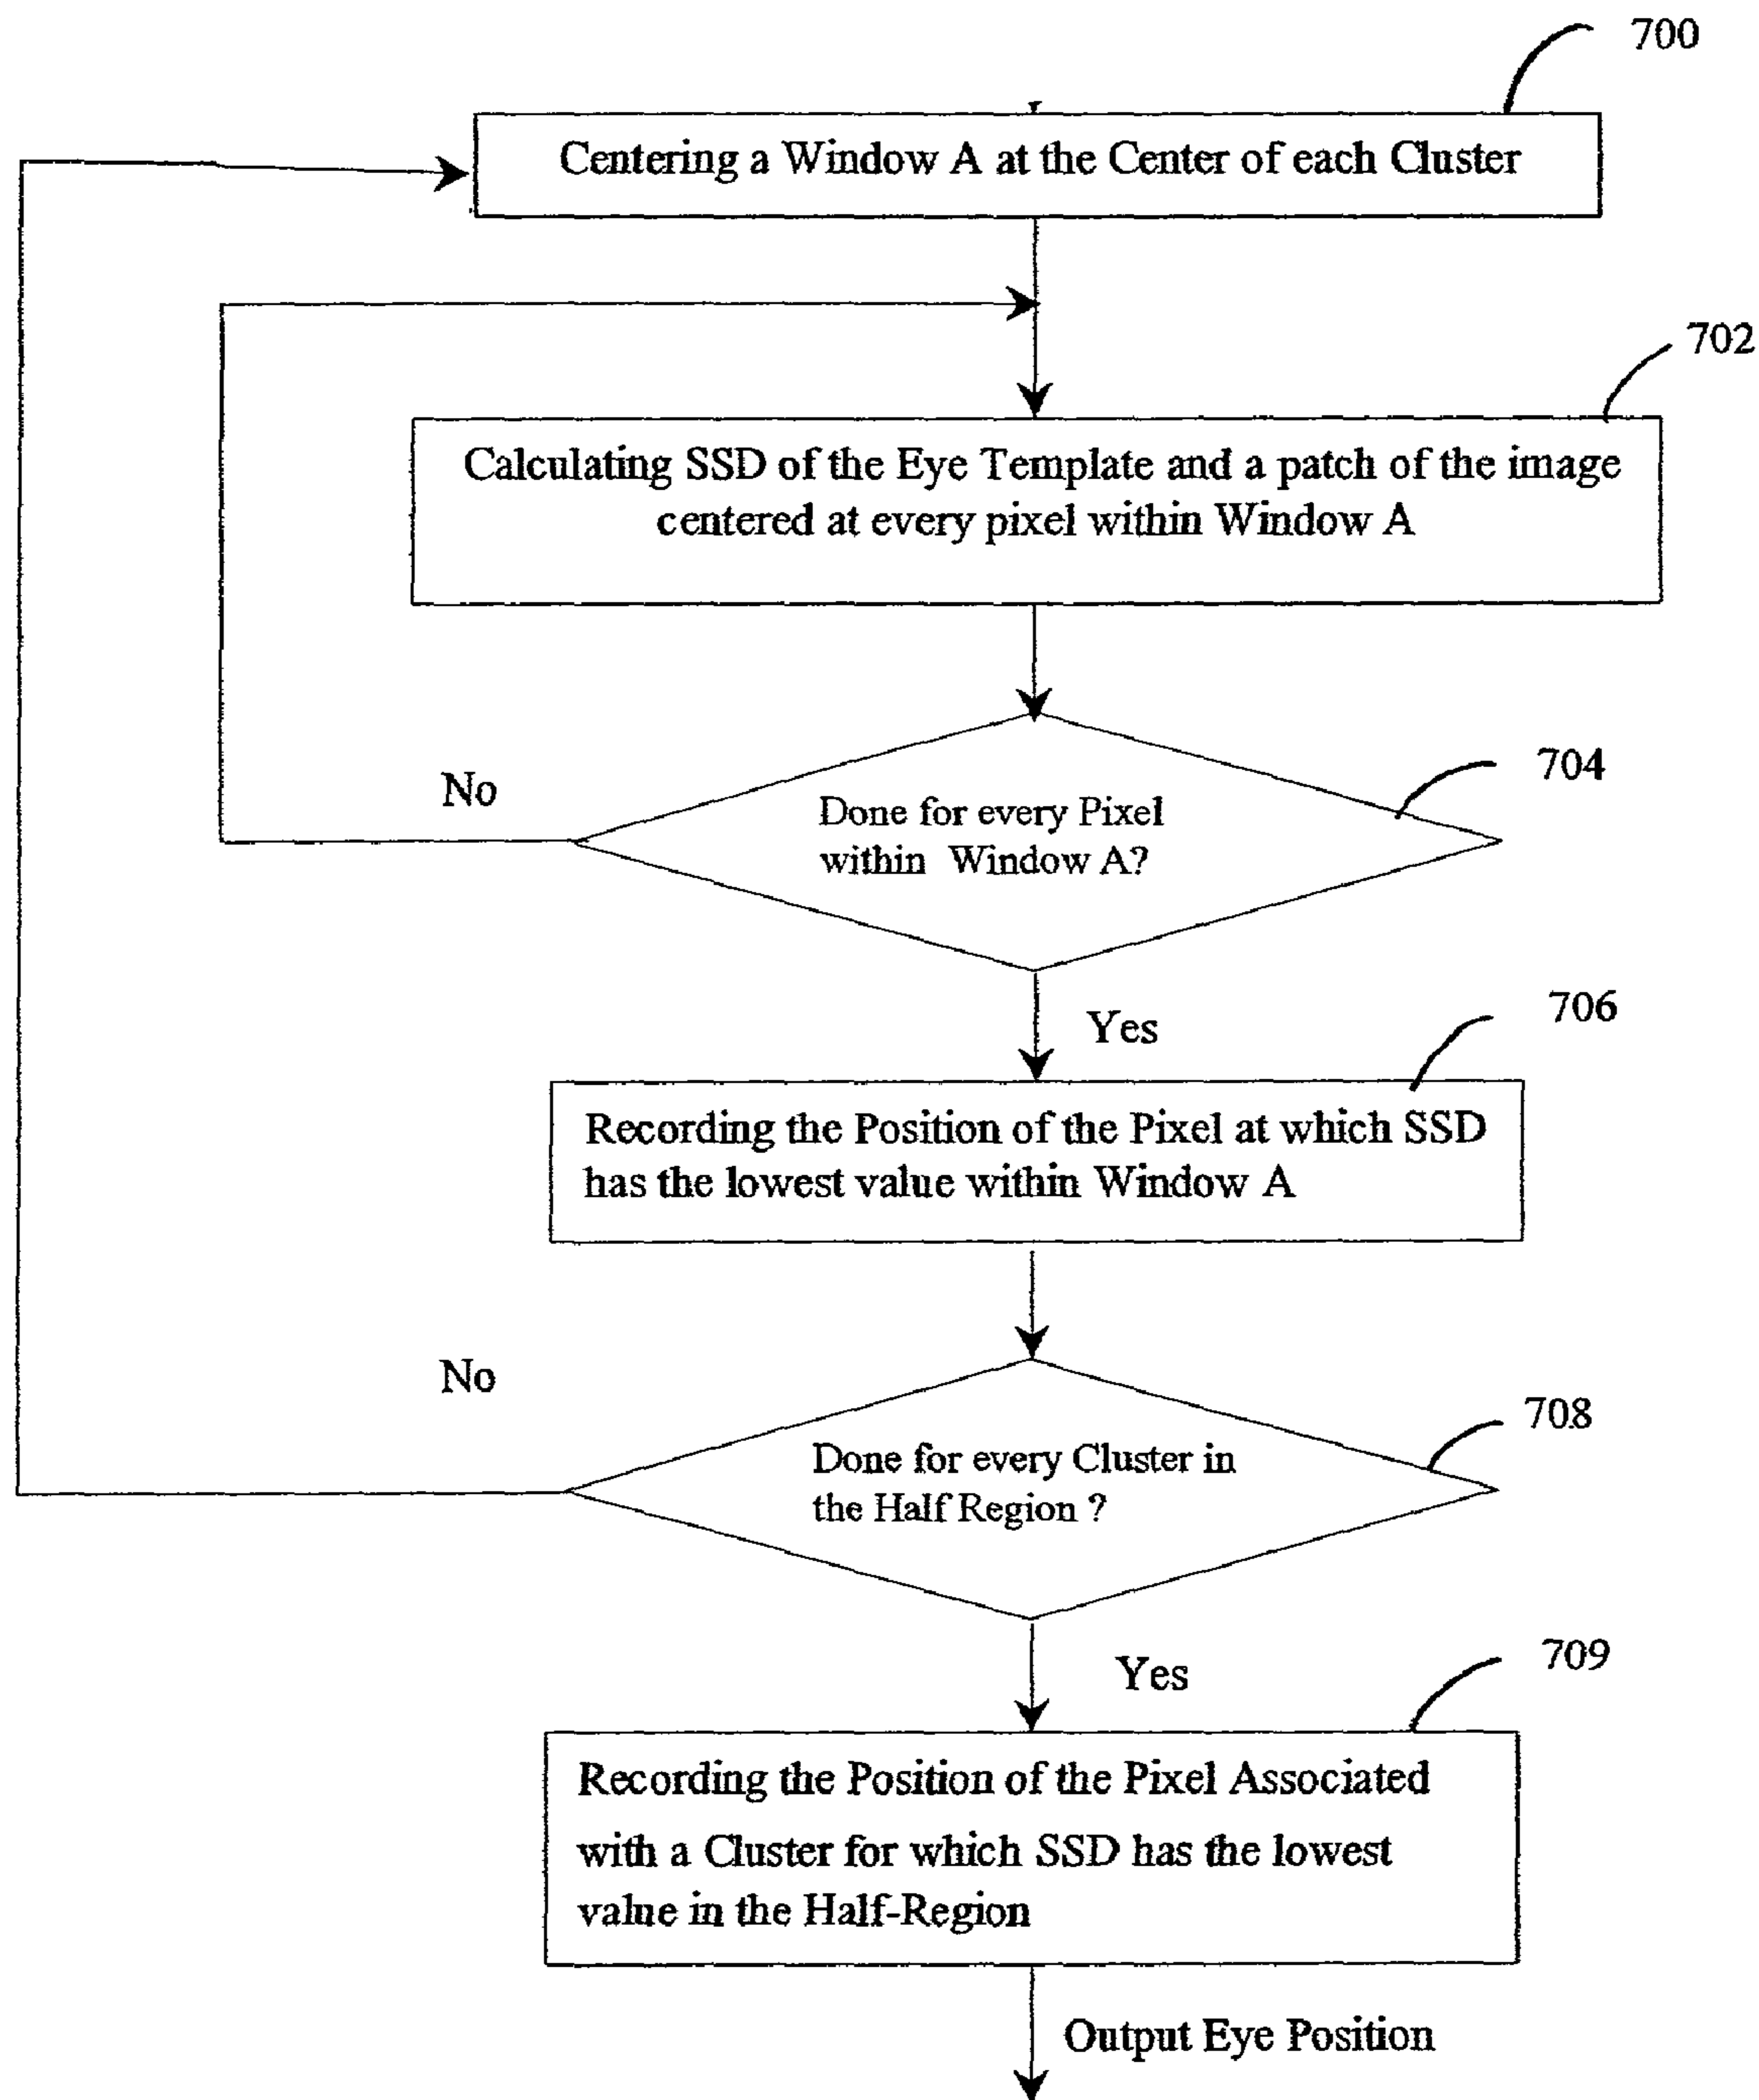 700
Centering a Window A at the Center of each Cluster
702
Calculating SSD of the Eye Template and a patch of the image
centered at every pixel within Window A
704
No
Done for every Pixel
within Window A?
706
Yes
Recording the Position of the Pixel at which SSD
has the lowest value within Window A
No
708
Done for every Cluster in
the Half Region ?
709
Yes
Recording the Position of the Pixel Associated
with a Cluster for which SSD has the lowest
value in the Half-Region
Output Eye Position